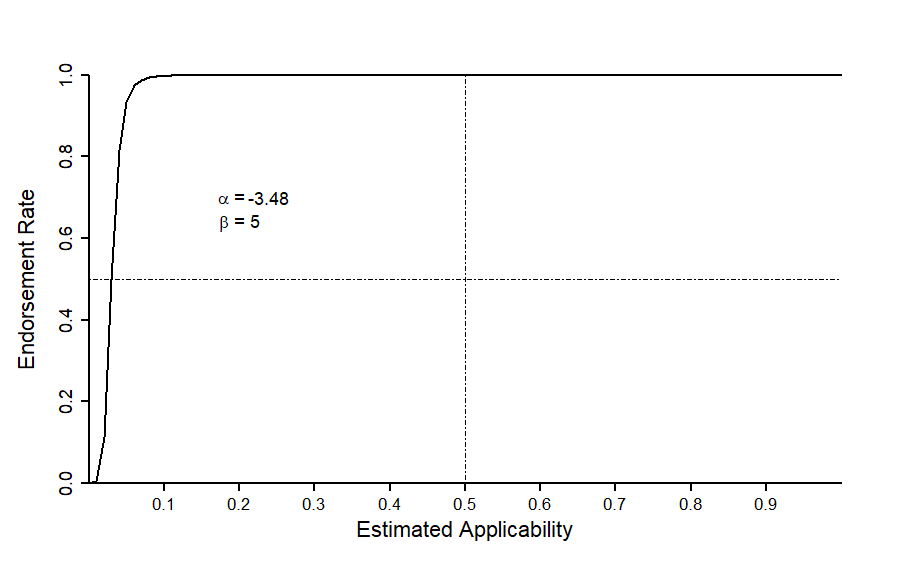 1.0
0.8
0.6
0.4
0.2
0.0
Endorsement Rate
α = -3.48
β = 5
0.1 0.2 0.3 0.4 0.5 0.6 0.7 0.8 0.9
Estimated Applicability